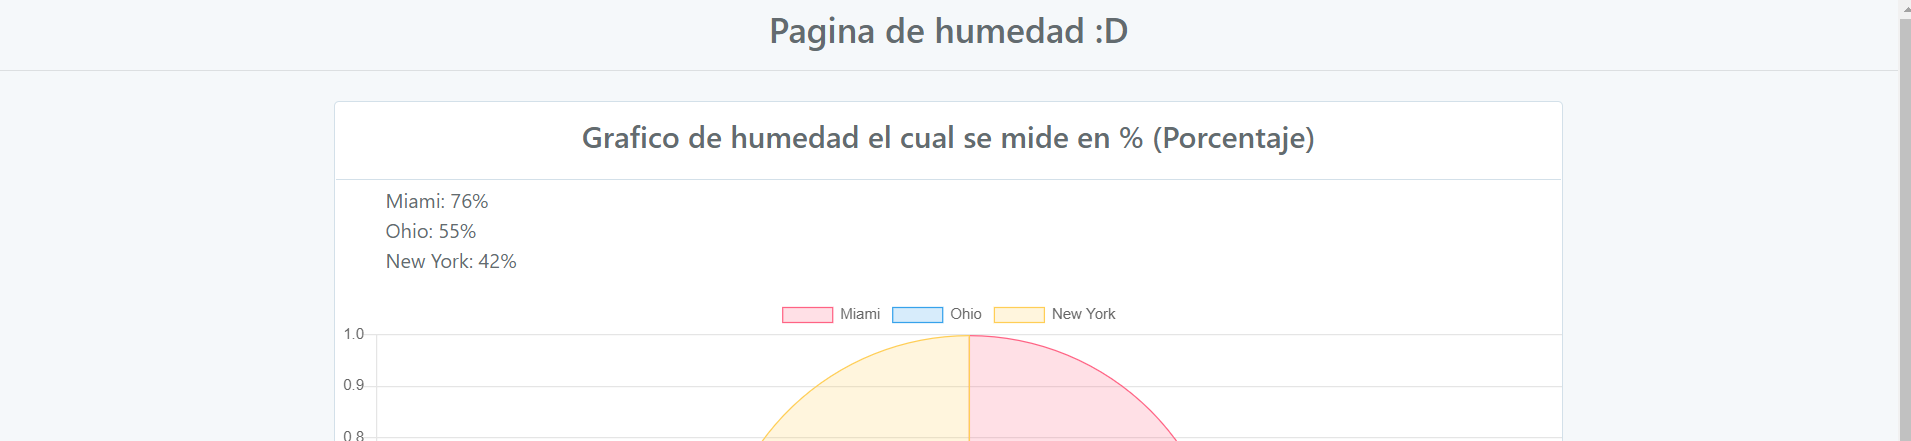 Pagina de humedad :D
Grafico de humedad el cual se mide en % (Porcentaje)
Miami: 76%
Ohio: 55%
New York: 42%
Miami Ohio New York
1.0
0.9
0.8